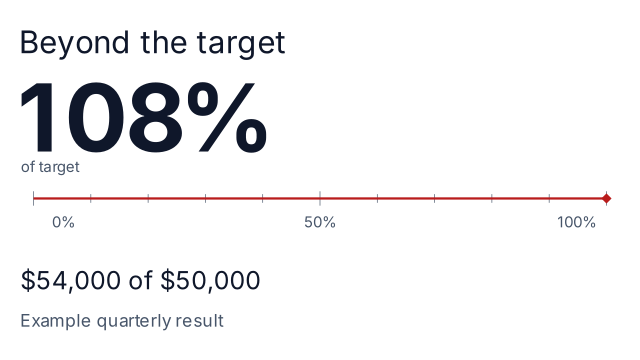 Beyond the target
108%
of target
0% 50% 100%
$54,000 of $50,000
Example quarterly result